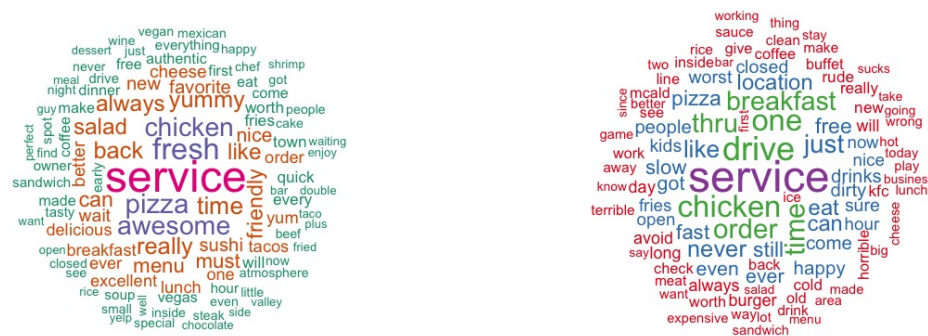 vegan mexican
wine just everything happy
dessert never free authentic chef shrimp
meal drive cheese first got
night dinner new favorite eat come
guy make always yummy worth people
perfect spot coffee salad chicken fries cake
find better back fresh like nice town waiting
owner early order enjoy
sandwich service quick
made can pizza time friendly bar double
want tasty wait awesome every
delicious yum taco plus
open breakfast really sushi tacos beef fried
closed ever menu must will now
see excellent lunch one atmosphere
rice soup vegas hour little
small well inside steak even side valley
yelp special chocolate
working thing
sauce clean stay
rice give coffee make
two inside bar closed buffet sucks
line worst location rude really
since mcald better pizza breakfast new take going
see thru first one free will wrong
game people drive just now hot
work kids like nice today
away slow play
know day got service drinks busines
terrible fries chicken ice dirty kfc lunch
open order time eat sure
avoid fast can hour cheese
say long never still come horrible big
check even back happy
meat ever cold made
want always salad
worth burger old area
expensive way lot drink menu
sandwich